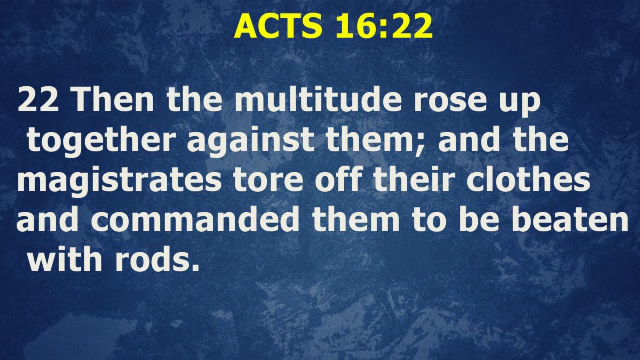 ACTS 16:22
22 Then the multitude rose up
together against them; and the
magistrates tore off their clothes
and commanded them to be beaten
with rods.